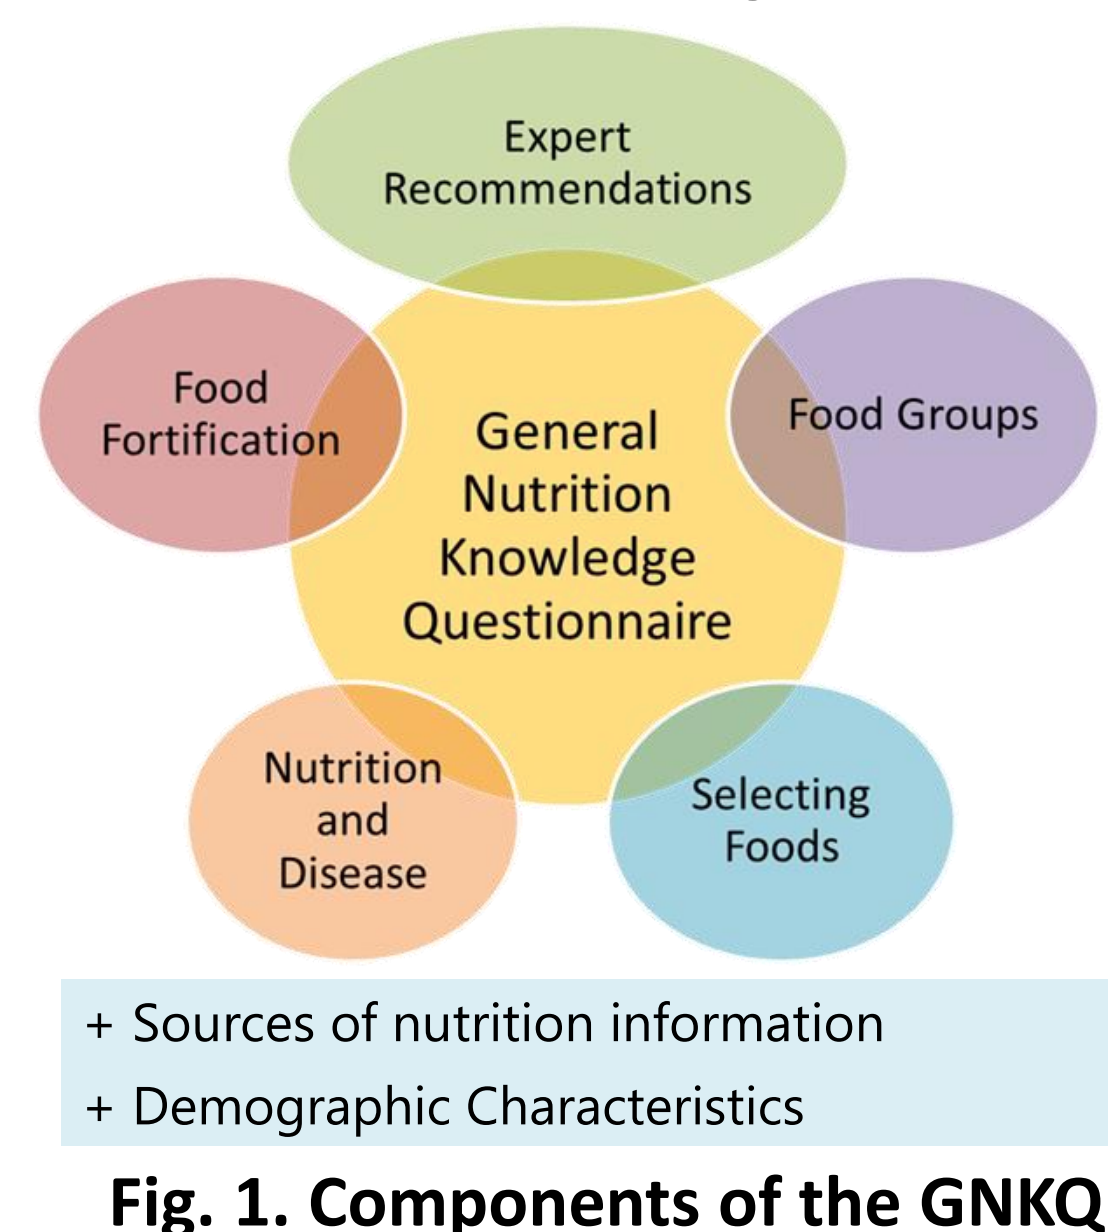 Expert
Recommendations
Food
Fortification
Food Groups
General
Nutrition
Knowledge
Questionnaire
Nutrition
and
Disease
Selecting
Foods
+ Sources of nutrition information
+ Demographic Characteristics
Fig. 1. Components of the GNKQ